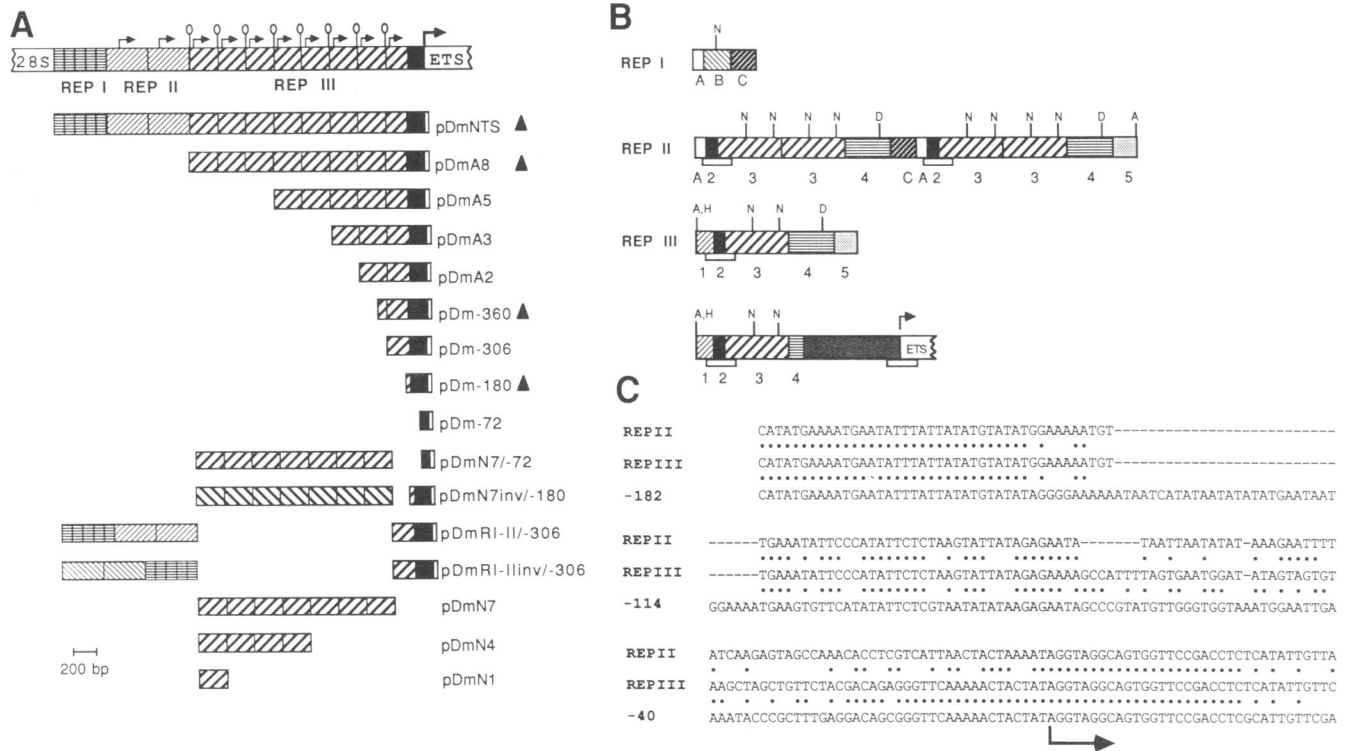 A
28S
ETS
REP I
REP II
REP III
pDmNTS
pDmA8
pDmA5
pDmA3
pDmA2
pDm-360
pDm-306
pDm-180
pDm-72
pDmN7/-72
pDmN7inv/-180
pDmRI-II/-306
pDmRI-IIinv/-306
pDmN7
pDmN4
pDmN1
200 bp
B
N
REP I
A B C
N N N N D N N N N D A
REP II
A 2 3 3 4 C A 2 3 3 4 5
A,H N N D
REP III
1 2 3 4 5
A,H N N
ETS
1 2 3 4
C
REPII CATATGAAAATGAATATTTATTATATGTATATGGAAAAATGT----------------------------
REPIII CATATGAAAATGAATATTTATTATATGTATATGGAAAAATGT----------------------------
-182 CATATGAAAATGAATATTTATTATATGTATATAGGGGAAAAAATAATCATATAATATATATGAATAAT
REPII ------TGAAATATTCCCATATTCTCTAAGTATTATAGAGAATA-------TAATTAATATAT-AAAGAATTTT
REPIII ------TGAAATATTCCCATATTCTCTAAGTATTATAGAGAAAAGCCATTTTAGTGAATGGAT-ATAGTAGTGT
-114 GGAAAATGAAGTGTTCATATATTCTCGTAATATATAAGAGAATAGCCCGTATGTTGGGTGGTAAATGGAATTGA
REPII ATCAAGAGTAGCCAAACACCTCGTCATTAACTACTAAAATAGGTAGGCAGTGGTTCCGACCTCTCATATTGTTA
REPIII AAGCTAGCTGTTCTACGACAGAGGGTTCAAAAACTACTATAGGTAGGCAGTGGTTCCGACCTCTCATATTGTTC
-40 AAATACCCGCTTTGAGGACAGCGGGTTCAAAAACTACTATAGGTAGGCAGTGGTTCCGACCTCGCATTGTTCGA